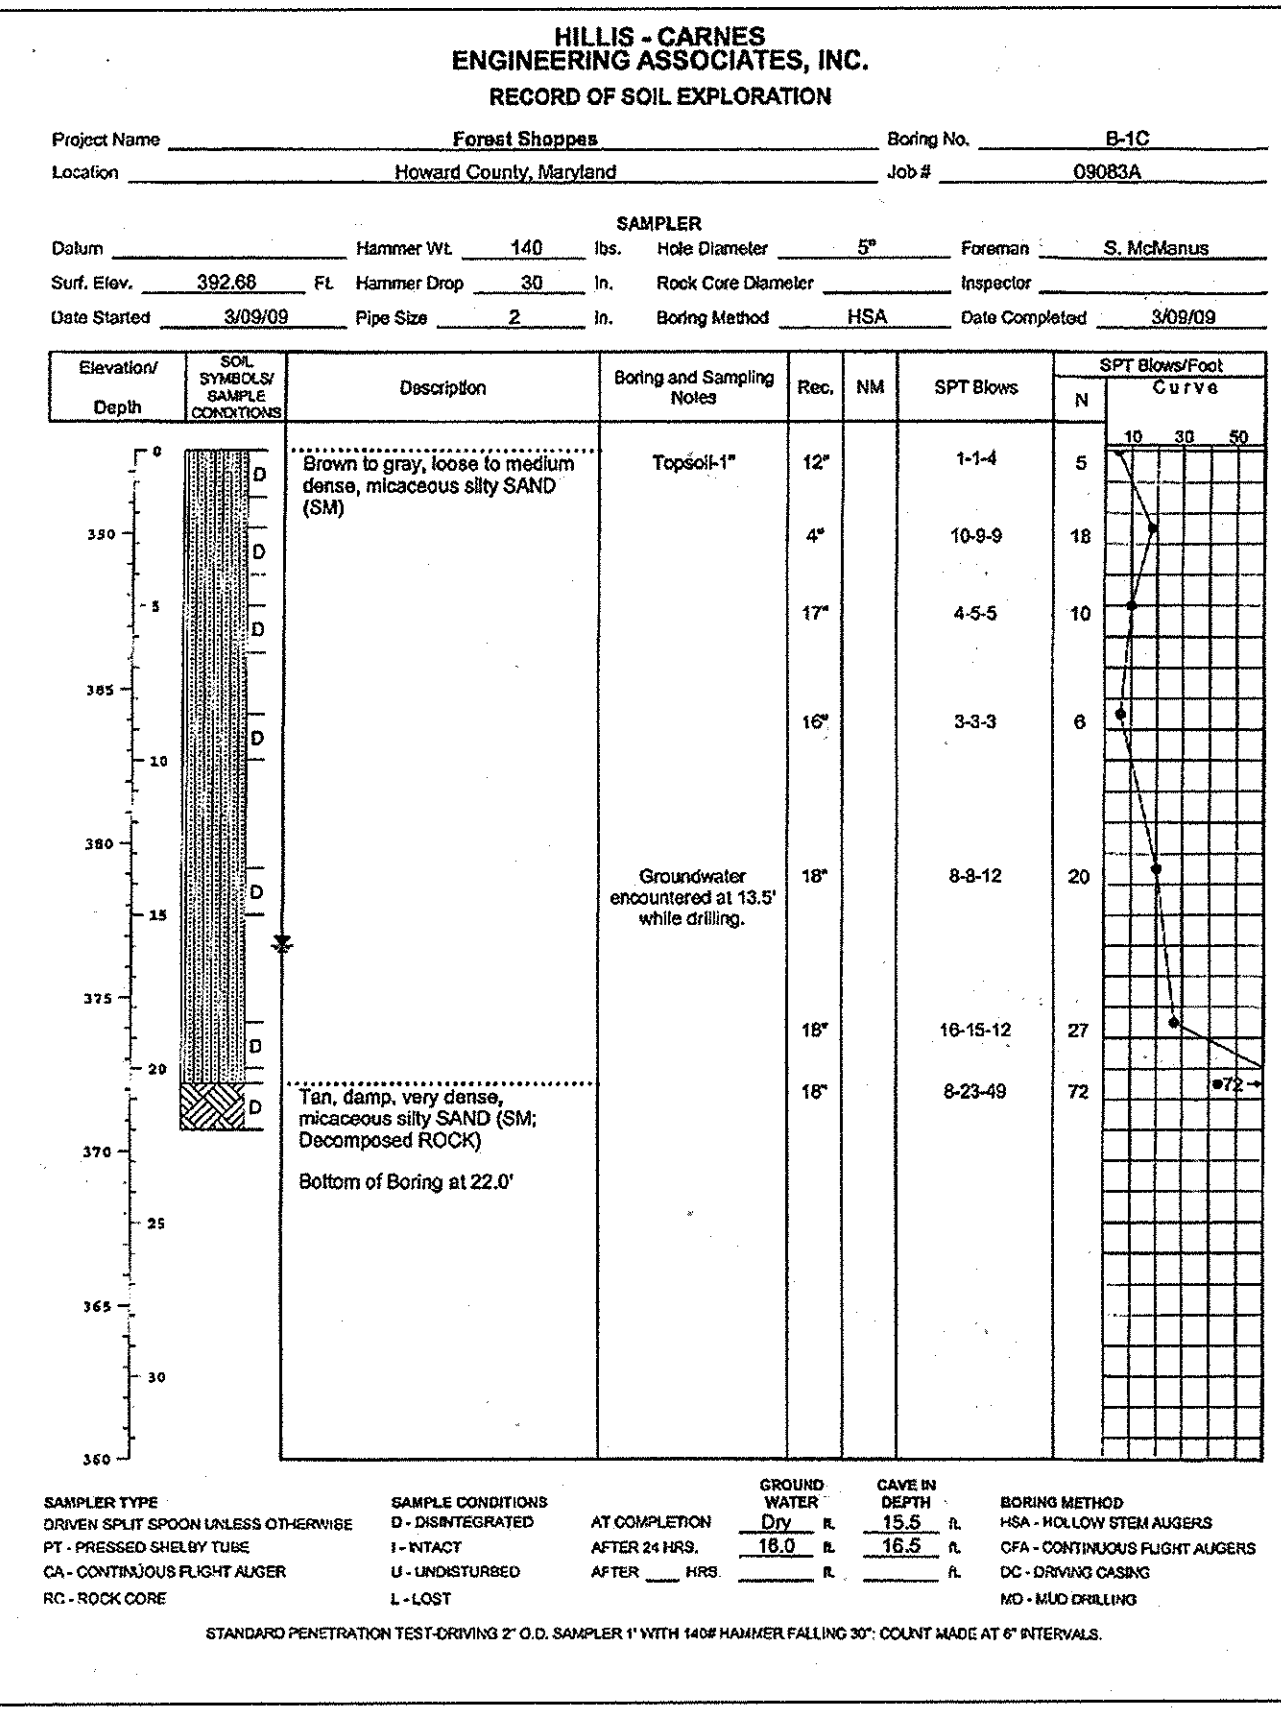 HILLIS - CARNES
ENGINEERING ASSOCIATES, INC.
RECORD OF SOIL EXPLORATION
Project Name Forest Shoppes Boring No. B-1C
Location Howard County, Maryland Job # 09083A
SAMPLER
Datum Hammer Wt. 140 lbs. Hole Diameter 5" Foreman S. McManus
Surf. Elev. 392.68 Ft. Hammer Drop 30 In. Rock Core Diameter Inspector
Date Started 3/09/09 Pipe Size 2 In. Boring Method HSA Date Completed 3/09/09
Elevation/
Depth
SOIL
SYMBOLS/
SAMPLE
CONDITIONS
Description
Boring and Sampling
Notes
Rec.
NM
SPT Blows
SPT Blows/Foot
N
Curve
10 30 50
0
Brown to gray, loose to medium
dense, micaceous silty SAND
(SM)
D
Topsoil-1"
12"
1-1-4
5
390
D
4"
10-9-9
18
5
D
17"
4-5-5
10
385
D
16"
3-3-3
6
10
380
D
Groundwater
encountered at 13.5'
while drilling.
18"
8-8-12
20
15
375
D
18"
16-15-12
27
20
D
Tan, damp, very dense,
micaceous silty SAND (SM;
Decomposed ROCK)
18"
8-23-49
72
72
370
Bottom of Boring at 22.0'
25
365
30
360
SAMPLER TYPE
DRIVEN SPLIT SPOON UNLESS OTHERWISE
PT - PRESSED SHELBY TUBE
CA - CONTINUOUS FLIGHT AUGER
RC - ROCK CORE
SAMPLE CONDITIONS
D - DISINTEGRATED
I - INTACT
U - UNDISTURBED
L - LOST
GROUND
WATER
CAVE IN
DEPTH
AT COMPLETION Dry ft. 15.5 ft.
AFTER 24 HRS. 16.0 ft. 16.5 ft.
AFTER ____ HRS. ft. ft.
BORING METHOD
HSA - HOLLOW STEM AUGERS
CFA - CONTINUOUS FLIGHT AUGERS
DC - DRIVING CASING
MD - MUD DRILLING
STANDARD PENETRATION TEST-DRIVING 2" O.D. SAMPLER 1' WITH 140# HAMMER FALLING 30"; COUNT MADE AT 6" INTERVALS.